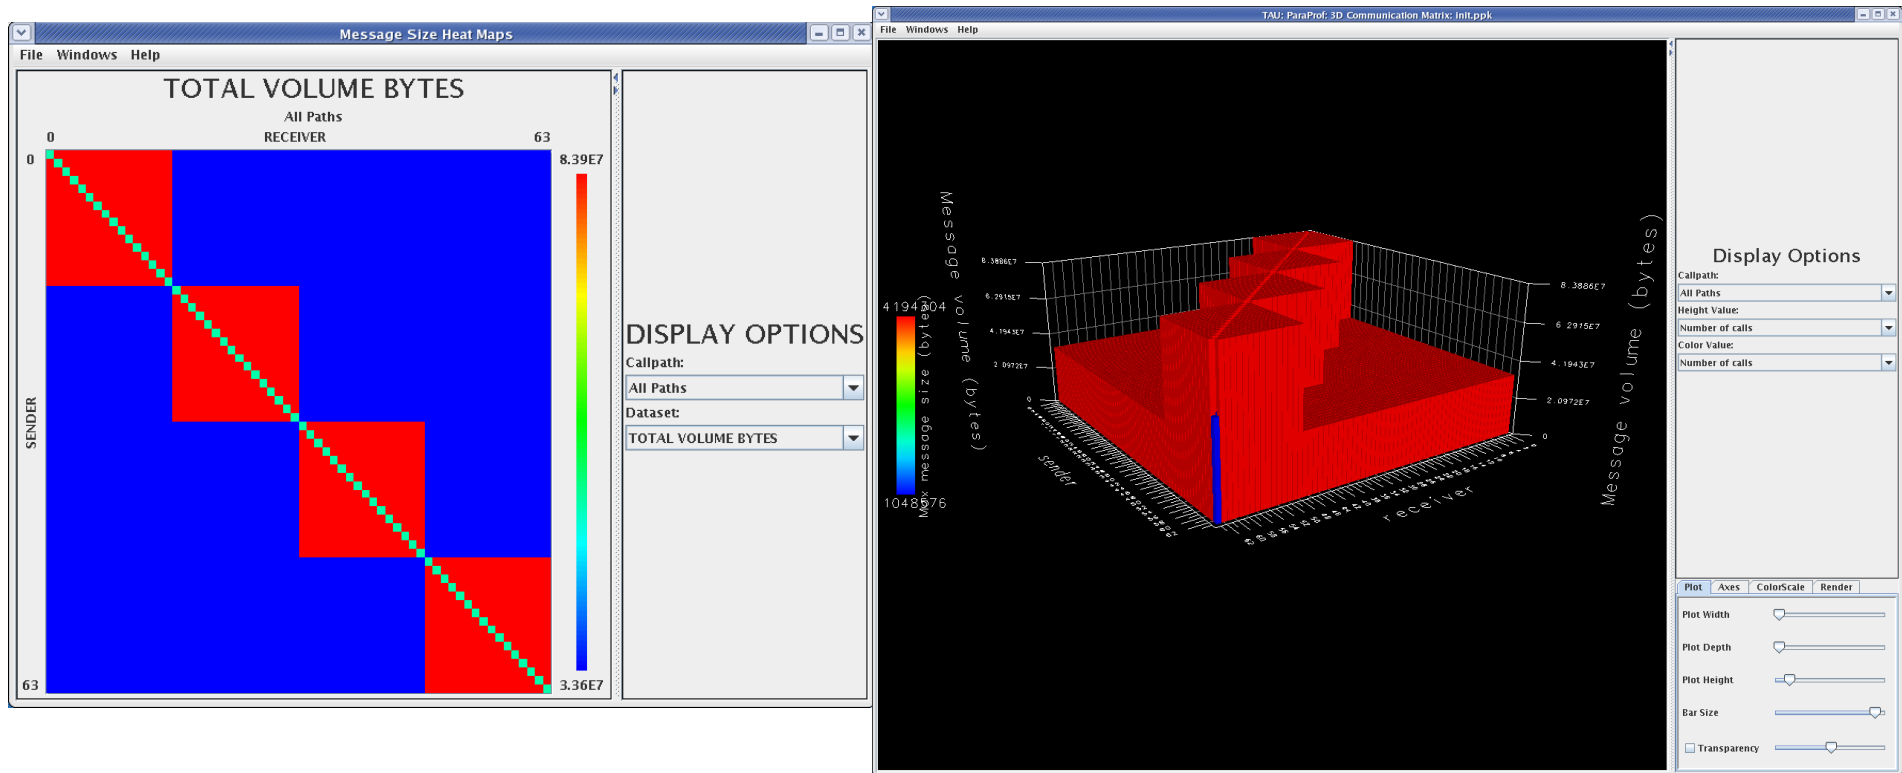 Message Size Heat Maps
File Windows Help
TOTAL VOLUME BYTES
All Paths
0 RECEIVER 63
0
8.39E7
SENDER
63
3.36E7
DISPLAY OPTIONS
Callpath:
All Paths
Dataset:
TOTAL VOLUME BYTES
TAU: ParaProf: 3D Communication Matrix: init.ppk
File Windows Help
Message volume (bytes)
8.3886E7
6.2915E7
4.1943E7
2.0972E7
0
4194304
Max message size (bytes)
1048576
sender
receiver
8.3886E7
6.2915E7
4.1943E7
2.0972E7
0
Message volume (bytes)
Display Options
Callpath:
All Paths
Height Value:
Number of calls
Color Value:
Number of calls
Plot Axes ColorScale Render
Plot Width
Plot Depth
Plot Height
Bar Size
Transparency